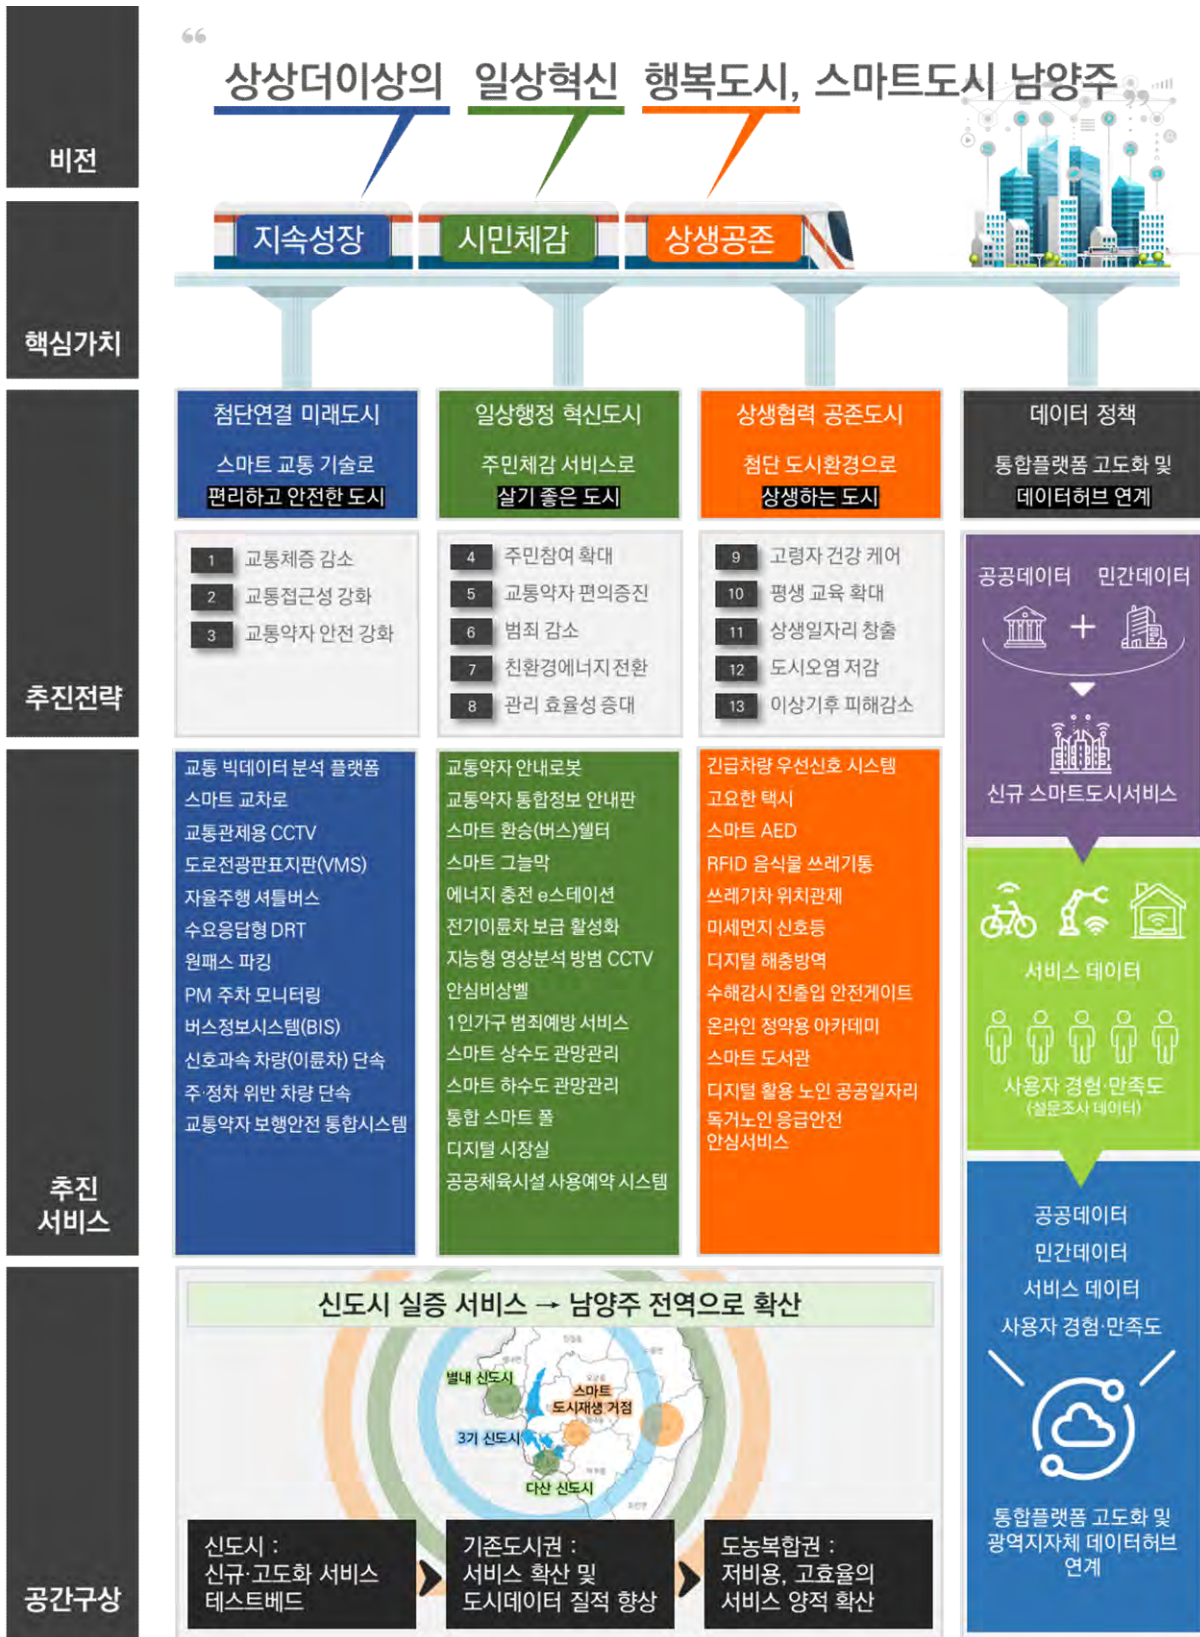 비전
“
상상더이상의 일상혁신 행복도시, 스마트도시 남양주
”
핵심가치
지속성장
시민체감
상생공존
추진전략
첨단연결 미래도시
스마트 교통 기술로
편리하고 안전한 도시
1 교통체증 감소
2 교통접근성 강화
3 교통약자 안전 강화
일상행정 혁신도시
주민체감 서비스로
살기 좋은 도시
4 주민참여 확대
5 교통약자 편의증진
6 범죄 감소
7 친환경에너지 전환
8 관리 효율성 증대
상생협력 공존도시
첨단 도시환경으로
상생하는 도시
9 고령자 건강 케어
10 평생 교육 확대
11 상생일자리 창출
12 도시오염 저감
13 이상기후 피해감소
추진
서비스
교통 빅데이터 분석 플랫폼
스마트 교차로
교통관제용 CCTV
도로전광판표지판(VMS)
자율주행 셔틀버스
수요응답형 DRT
원패스 파킹
PM 주차 모니터링
버스정보시스템(BIS)
신호과속 차량(이륜차) 단속
주·정차 위반 차량 단속
교통약자 보행안전 통합시스템
교통약자 안내로봇
교통약자 통합정보 안내판
스마트 환승(버스)쉘터
스마트 그늘막
에너지 충전 e스테이션
전기이륜차 보급 활성화
지능형 영상분석 방범 CCTV
안심비상벨
1인가구 범죄예방 서비스
스마트 상수도 관망관리
스마트 하수도 관망관리
통합 스마트 폴
디지털 시장실
공공체육시설 사용예약 시스템
긴급차량 우선신호 시스템
고요한 택시
스마트 AED
RFID 음식물 쓰레기통
쓰레기차 위치관제
미세먼지 신호등
디지털 해충방역
수해감시 진출입 안전게이트
온라인 정약용 아카데미
스마트 도서관
디지털 활용 노인 공공일자리
독거노인 응급안전
안심서비스
데이터 정책
통합플랫폼 고도화 및
데이터허브 연계
공공데이터 민간데이터
+
신규 스마트도시서비스
서비스 데이터
사용자 경험·만족도
(설문조사 데이터)
공공데이터
민간데이터
서비스 데이터
사용자 경험·만족도
통합플랫폼 고도화 및
광역지자체 데이터허브
연계
공간구상
신도시 실증 서비스 → 남양주 전역으로 확산
별내 신도시
스마트
도시재생 거점
3기 신도시
다산 신도시
신도시 :
신규·고도화 서비스
테스트베드
기존도시권 :
서비스 확산 및
도시데이터 질적 향상
도농복합권 :
저비용, 고효율의
서비스 양적 확산